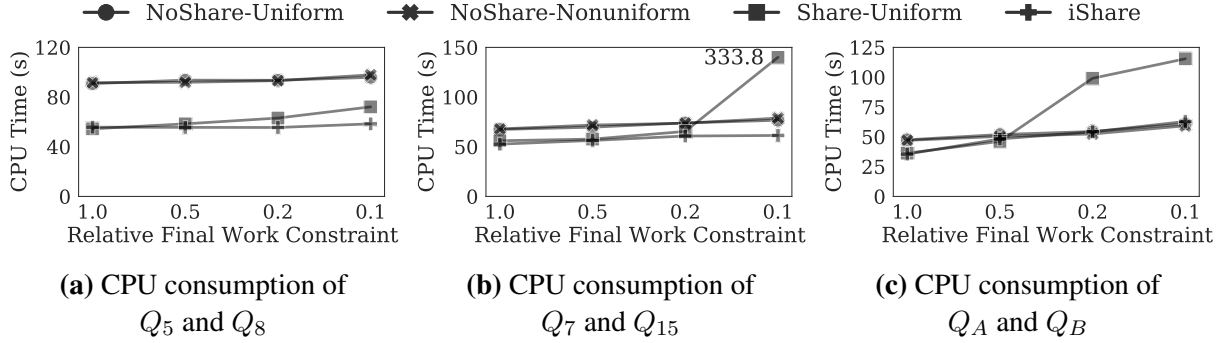 NoShare-Uniform NoShare-Nonuniform Share-Uniform iShare
CPU Time (s)
120
80
40
0
1.0 0.5 0.2 0.1
Relative Final Work Constraint
(a) CPU consumption of
Q5 and Q8
CPU Time (s)
150
100
50
0
333.8
1.0 0.5 0.2 0.1
Relative Final Work Constraint
(b) CPU consumption of
Q7 and Q15
CPU Time (s)
125
100
75
50
25
0
1.0 0.5 0.2 0.1
Relative Final Work Constraint
(c) CPU consumption of
QA and QB